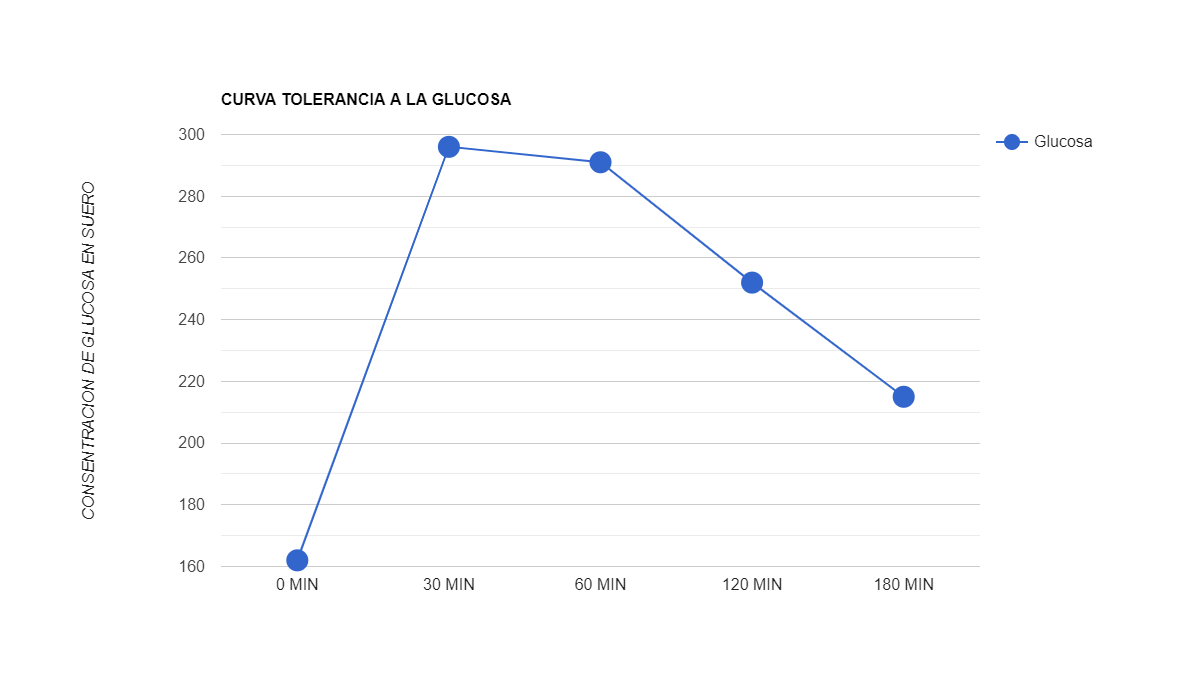 CURVA TOLERANCIA A LA GLUCOSA
Glucosa
CONSENTRACION DE GLUCOSA EN SUERO
300
280
260
240
220
200
180
160
0 MIN
30 MIN
60 MIN
120 MIN
180 MIN